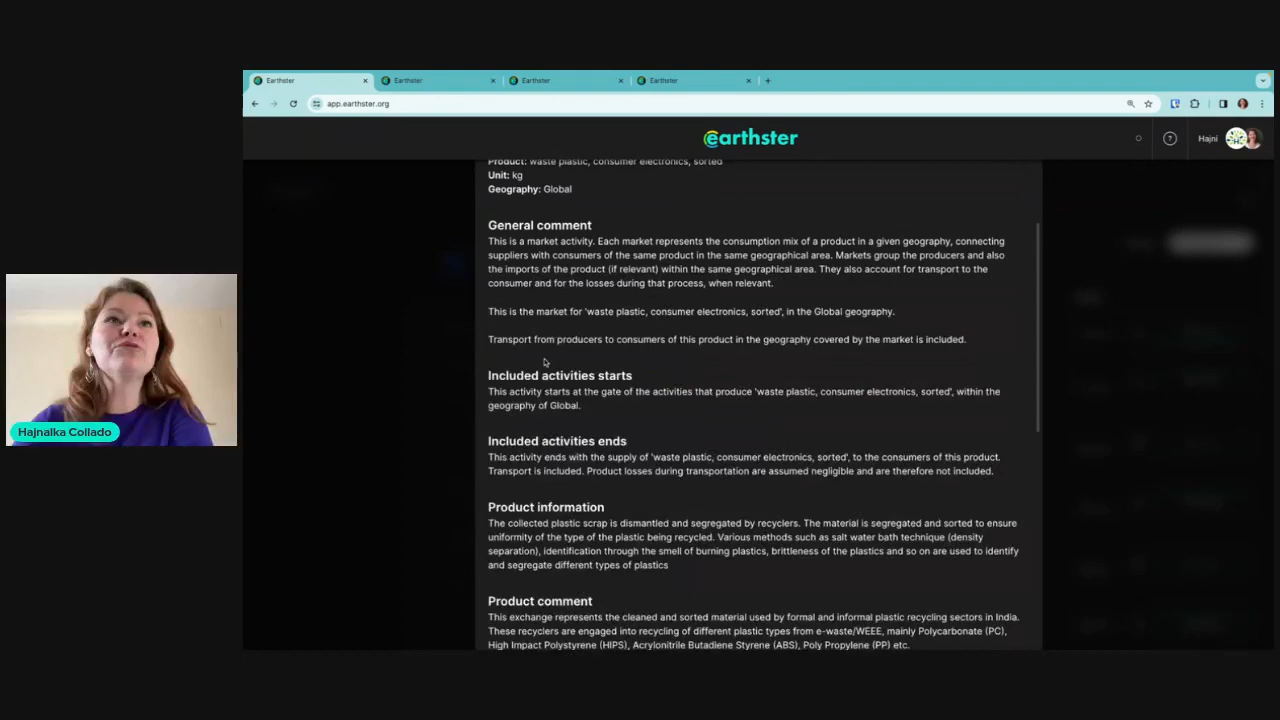 Earthster
Earthster
Earthster
Earthster
app.earthster.org
earthster
Hajni
Product: waste plastic, consumer electronics, sorted
Unit: kg
Geography: Global
General comment
This is a market activity. Each market represents the consumption mix of a product in a given geography, connecting
suppliers with consumers of the same product in the same geographical area. Markets group the producers and also
the imports of the product (if relevant) within the same geographical area. They also account for transport to the
consumer and for the losses during that process, when relevant.
This is the market for 'waste plastic, consumer electronics, sorted', in the Global geography.
Transport from producers to consumers of this product in the geography covered by the market is included.
Included activities starts
This activity starts at the gate of the activities that produce 'waste plastic, consumer electronics, sorted', within the
geography of Global.
Included activities ends
This activity ends with the supply of 'waste plastic, consumer electronics, sorted', to the consumers of this product.
Transport is included. Product losses during transportation are assumed negligible and are therefore not included.
Product information
The collected plastic scrap is dismantled and segregated by recyclers. The material is segregated and sorted to ensure
uniformity of the type of the plastic being recycled. Various methods such as salt water bath technique (density
separation), identification through the smell of burning plastics, brittleness of the plastics and so on are used to identify
and segregate different types of plastics
Product comment
This exchange represents the cleaned and sorted material used by formal and informal plastic recycling sectors in India.
These recyclers are engaged into recycling of different plastic types from e-waste/WEEE, mainly Polycarbonate (PC),
High Impact Polystyrene (HIPS), Acrylonitrile Butadiene Styrene (ABS), Poly Propylene (PP) etc.
Hajnalka Collado